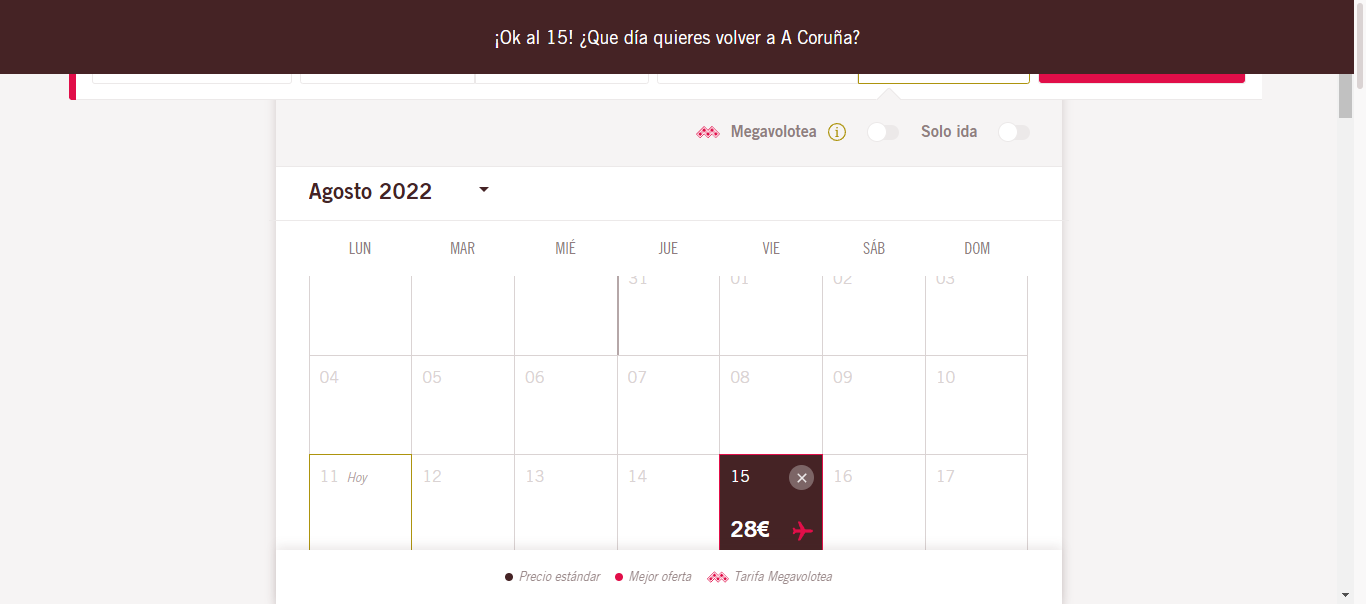 ¡Ok al 15! ¿Que día quieres volver a A Coruña?
Megavolotea i Solo ida
Agosto 2022
LUN MAR MIÉ JUE VIE SÁB DOM
31 01 02 03
04 05 06 07 08 09 10
11 Hoy 12 13 14 15 16 17
28€
Precio estándar Mejor oferta Tarifa Megavolotea